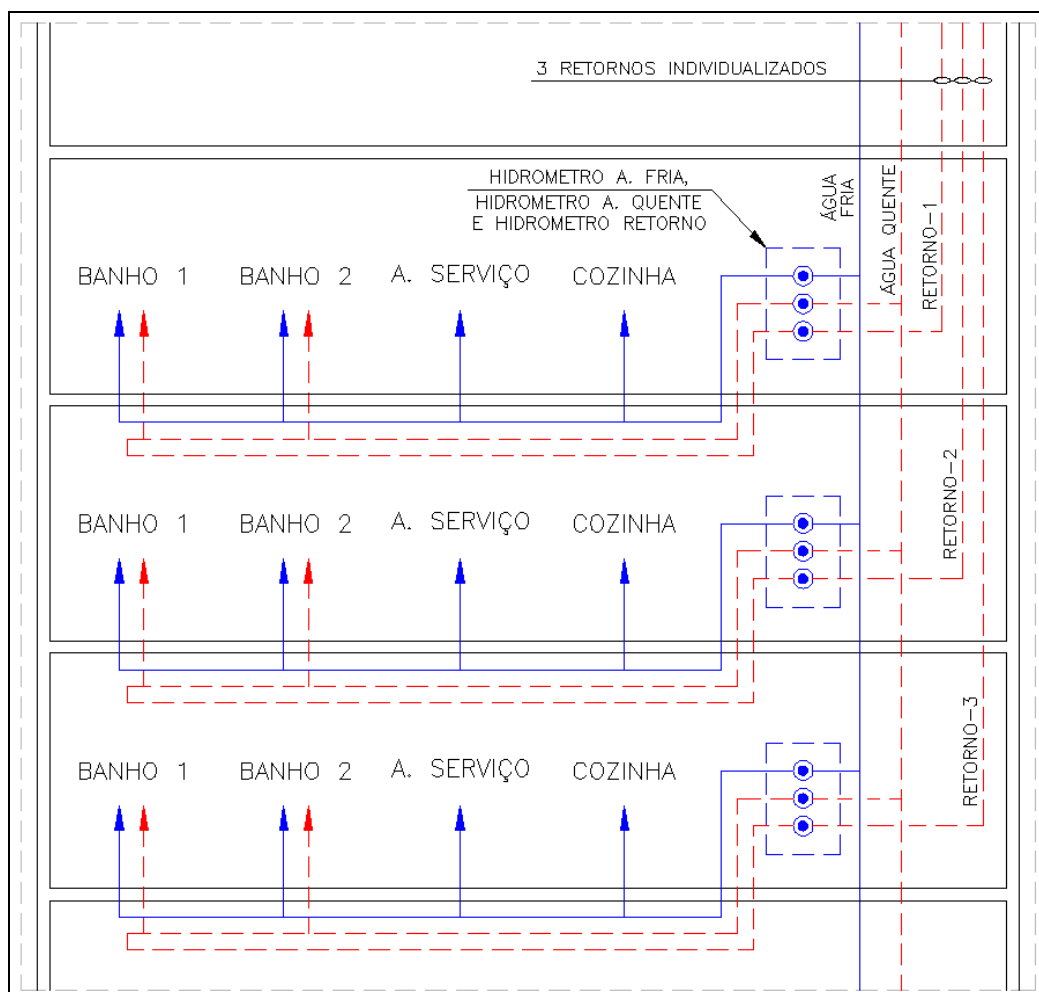 3 RETORNOS INDIVIDUALIZADOS
HIDROMETRO A. FRIA,
HIDROMETRO A. QUENTE
E HIDROMETRO RETORNO
ÁGUA
FRIA
ÁGUA QUENTE
RETORNO-1
BANHO 1
BANHO 2
A. SERVIÇO
COZINHA
RETORNO-2
BANHO 1
BANHO 2
A. SERVIÇO
COZINHA
RETORNO-3
BANHO 1
BANHO 2
A. SERVIÇO
COZINHA